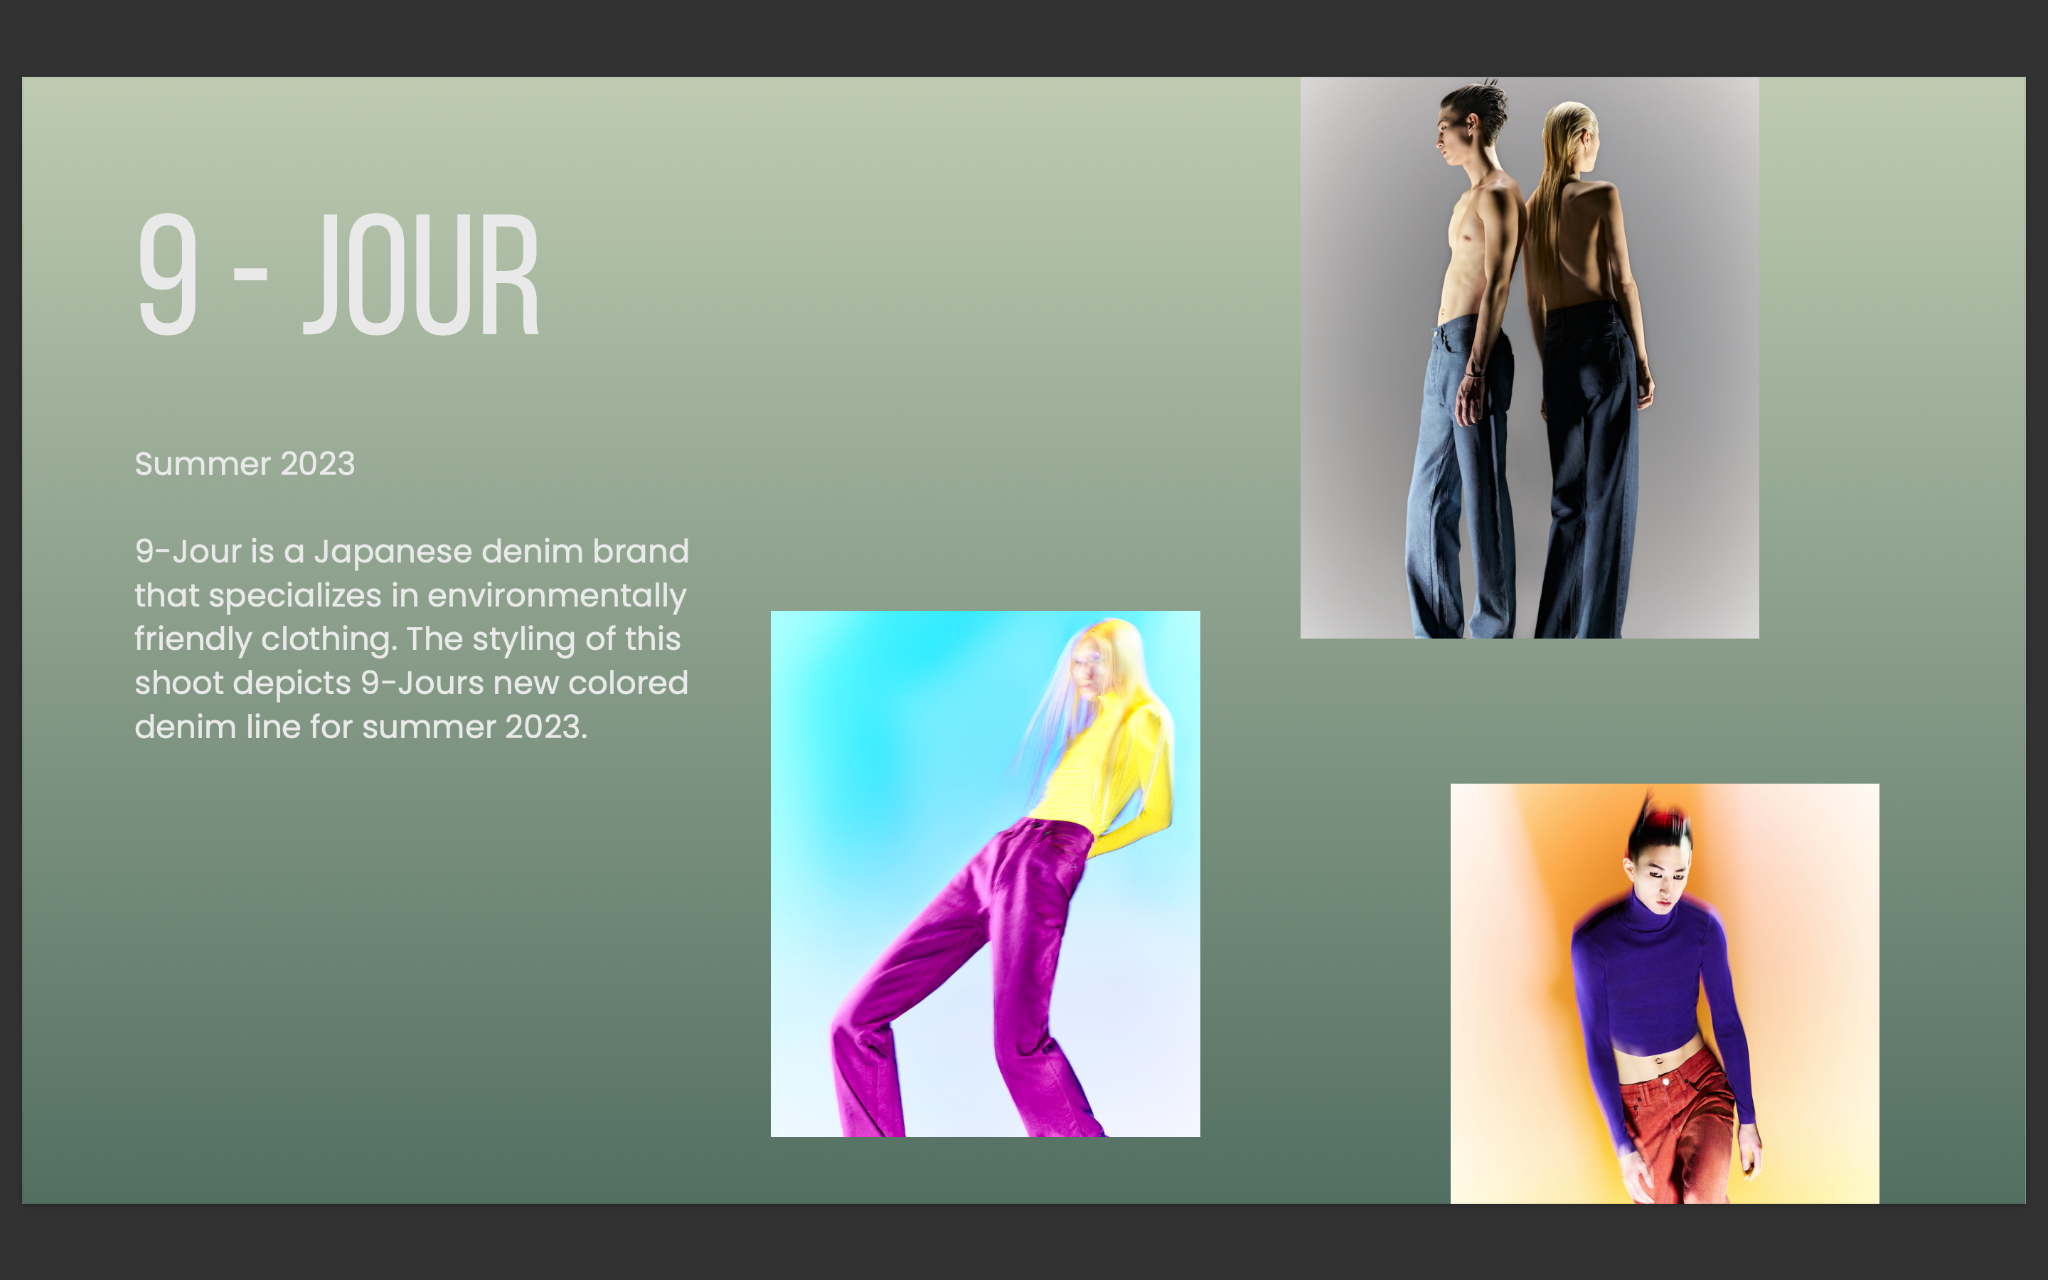 9 - JOUR
Summer 2023
9-Jour is a Japanese denim brand
that specializes in environmentally
friendly clothing. The styling of this
shoot depicts 9-Jours new colored
denim line for summer 2023.